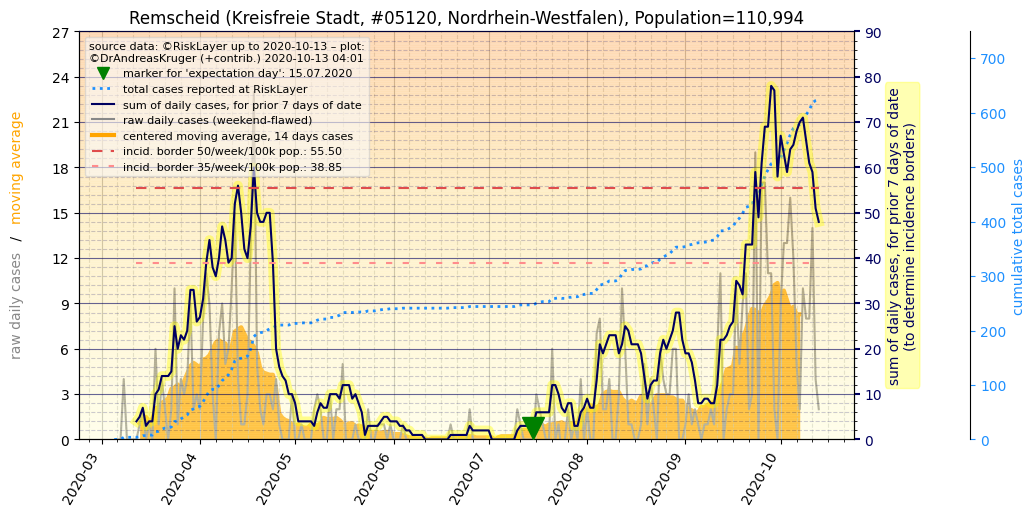 Remscheid (Kreisfreie Stadt, #05120, Nordrhein-Westfalen), Population=110,994
source data: ©RiskLayer up to 2020-10-13 – plot:
©DrAndreasKruger (+contrib.) 2020-10-13 04:01
marker for 'expectation day': 15.07.2020
total cases reported at RiskLayer
sum of daily cases, for prior 7 days of date
raw daily cases (weekend-flawed)
centered moving average, 14 days cases
incid. border 50/week/100k pop.: 55.50
incid. border 35/week/100k pop.: 38.85
raw daily cases / moving average
27
24
21
18
15
12
9
6
3
0
2020-03
2020-04
2020-05
2020-06
2020-07
2020-08
2020-09
2020-10
90
80
70
60
50
40
30
20
10
0
sum of daily cases, for prior 7 days of date
(to determine incidence borders)
700
600
500
400
300
200
100
0
cumulative total cases